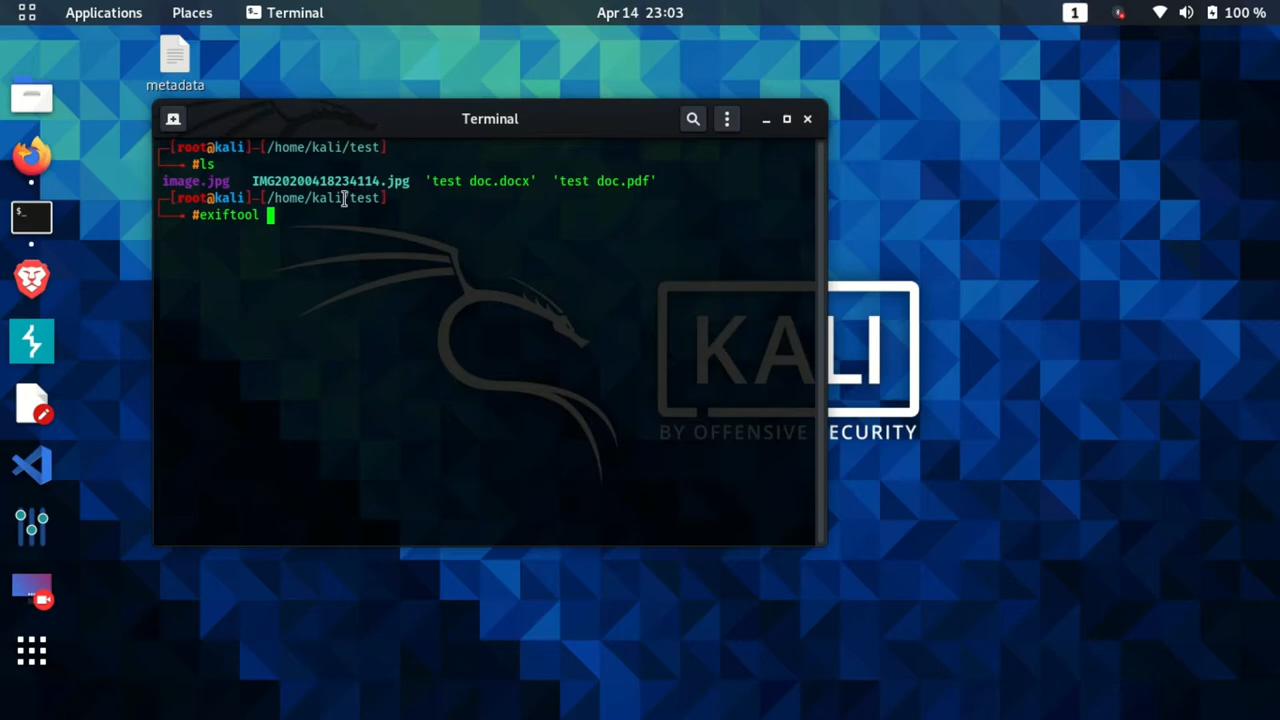 Applications Places Terminal Apr 14 23:03 1 100 %
metadata
Terminal
[root@kali]-[/home/kali/test]
#ls
image.jpg IMG20200418234114.jpg 'test doc.docx' 'test doc.pdf'
[root@kali]-[/home/kali/test]
#exiftool
KALI
BY OFFENSIVE SECURITY